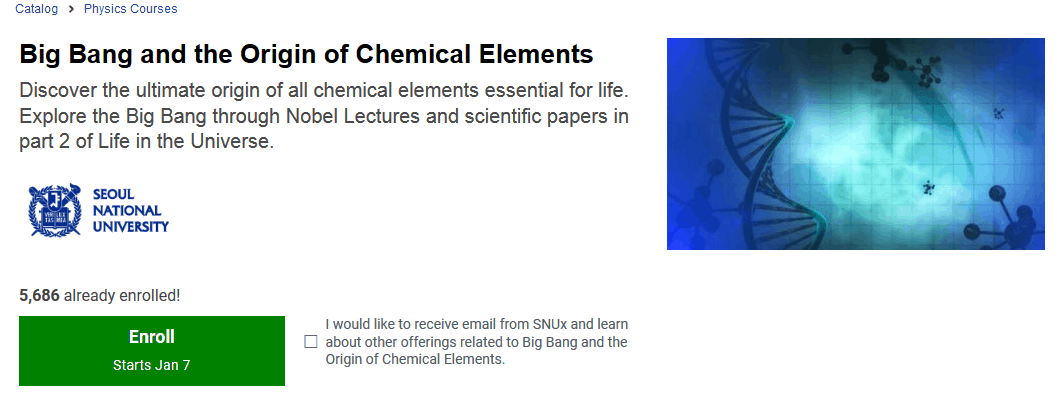 Catalog > Physics Courses
Big Bang and the Origin of Chemical Elements
Discover the ultimate origin of all chemical elements essential for life.
Explore the Big Bang through Nobel Lectures and scientific papers in
part 2 of Life in the Universe.
SEOUL
NATIONAL
UNIVERSITY
5,686 already enrolled!
Enroll
Starts Jan 7
I would like to receive email from SNUx and learn
about other offerings related to Big Bang and the
Origin of Chemical Elements.